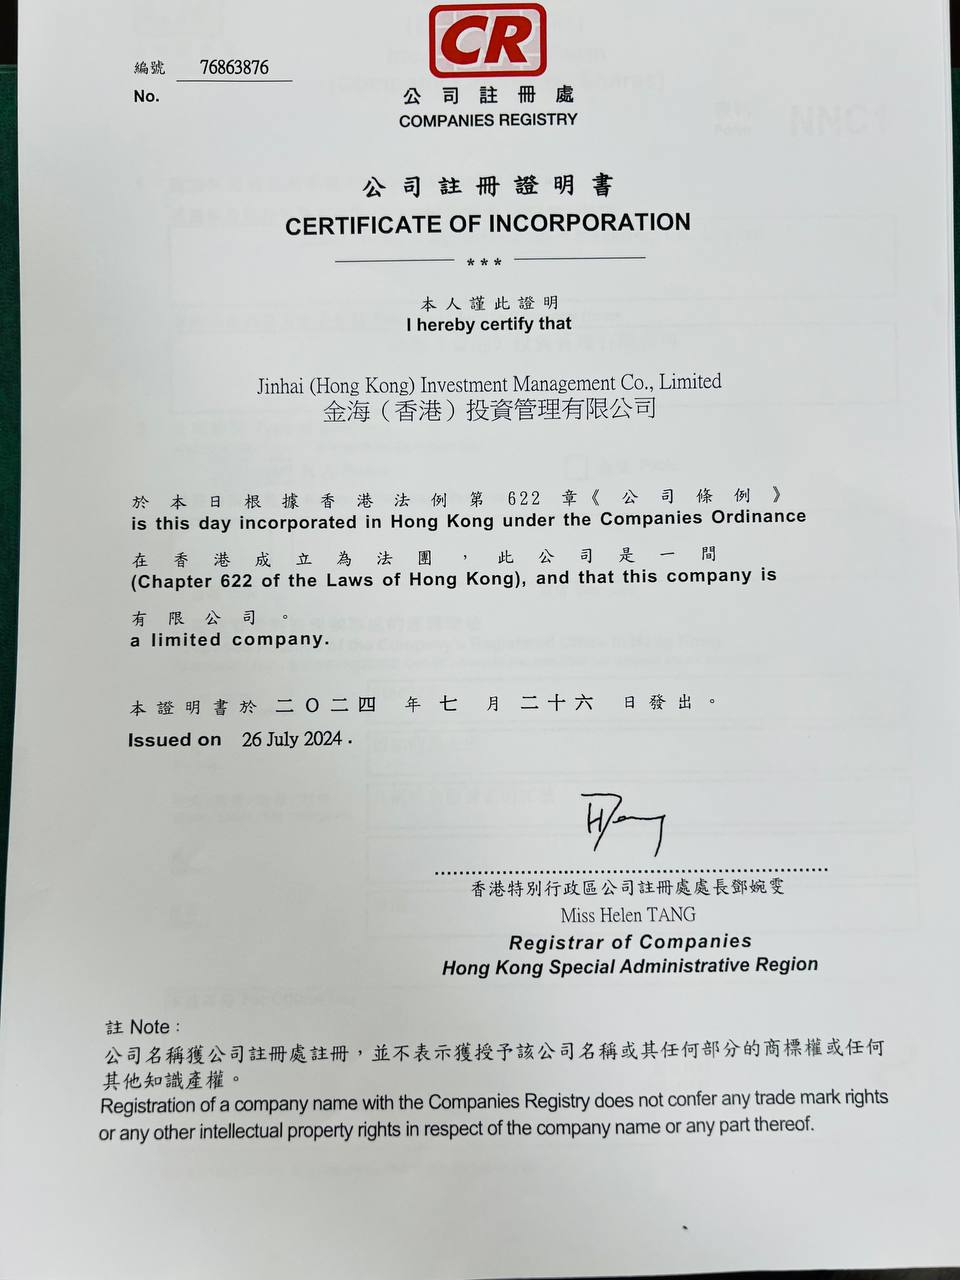 CR
編號 76863876
No.
公司註冊處
COMPANIES REGISTRY
公司註冊證明書
CERTIFICATE OF INCORPORATION
***
本人謹此證明
I hereby certify that
Jinhai (Hong Kong) Investment Management Co., Limited
金海（香港）投資管理有限公司
於本日根據香港法例第 622 章《公司條例》
is this day incorporated in Hong Kong under the Companies Ordinance
在香港成立為法團，此公司是一間
(Chapter 622 of the Laws of Hong Kong), and that this company is
有限公司。
a limited company.
本證明書於二〇二四年七月二十六日發出。
Issued on 26 July 2024 .
香港特別行政區公司註冊處處長鄧婉雯
Miss Helen TANG
Registrar of Companies
Hong Kong Special Administrative Region
註 Note :
公司名稱獲公司註冊處註冊，並不表示獲授予該公司名稱或其任何部分的商標權或任何
其他知識產權。
Registration of a company name with the Companies Registry does not confer any trade mark rights
or any other intellectual property rights in respect of the company name or any part thereof.